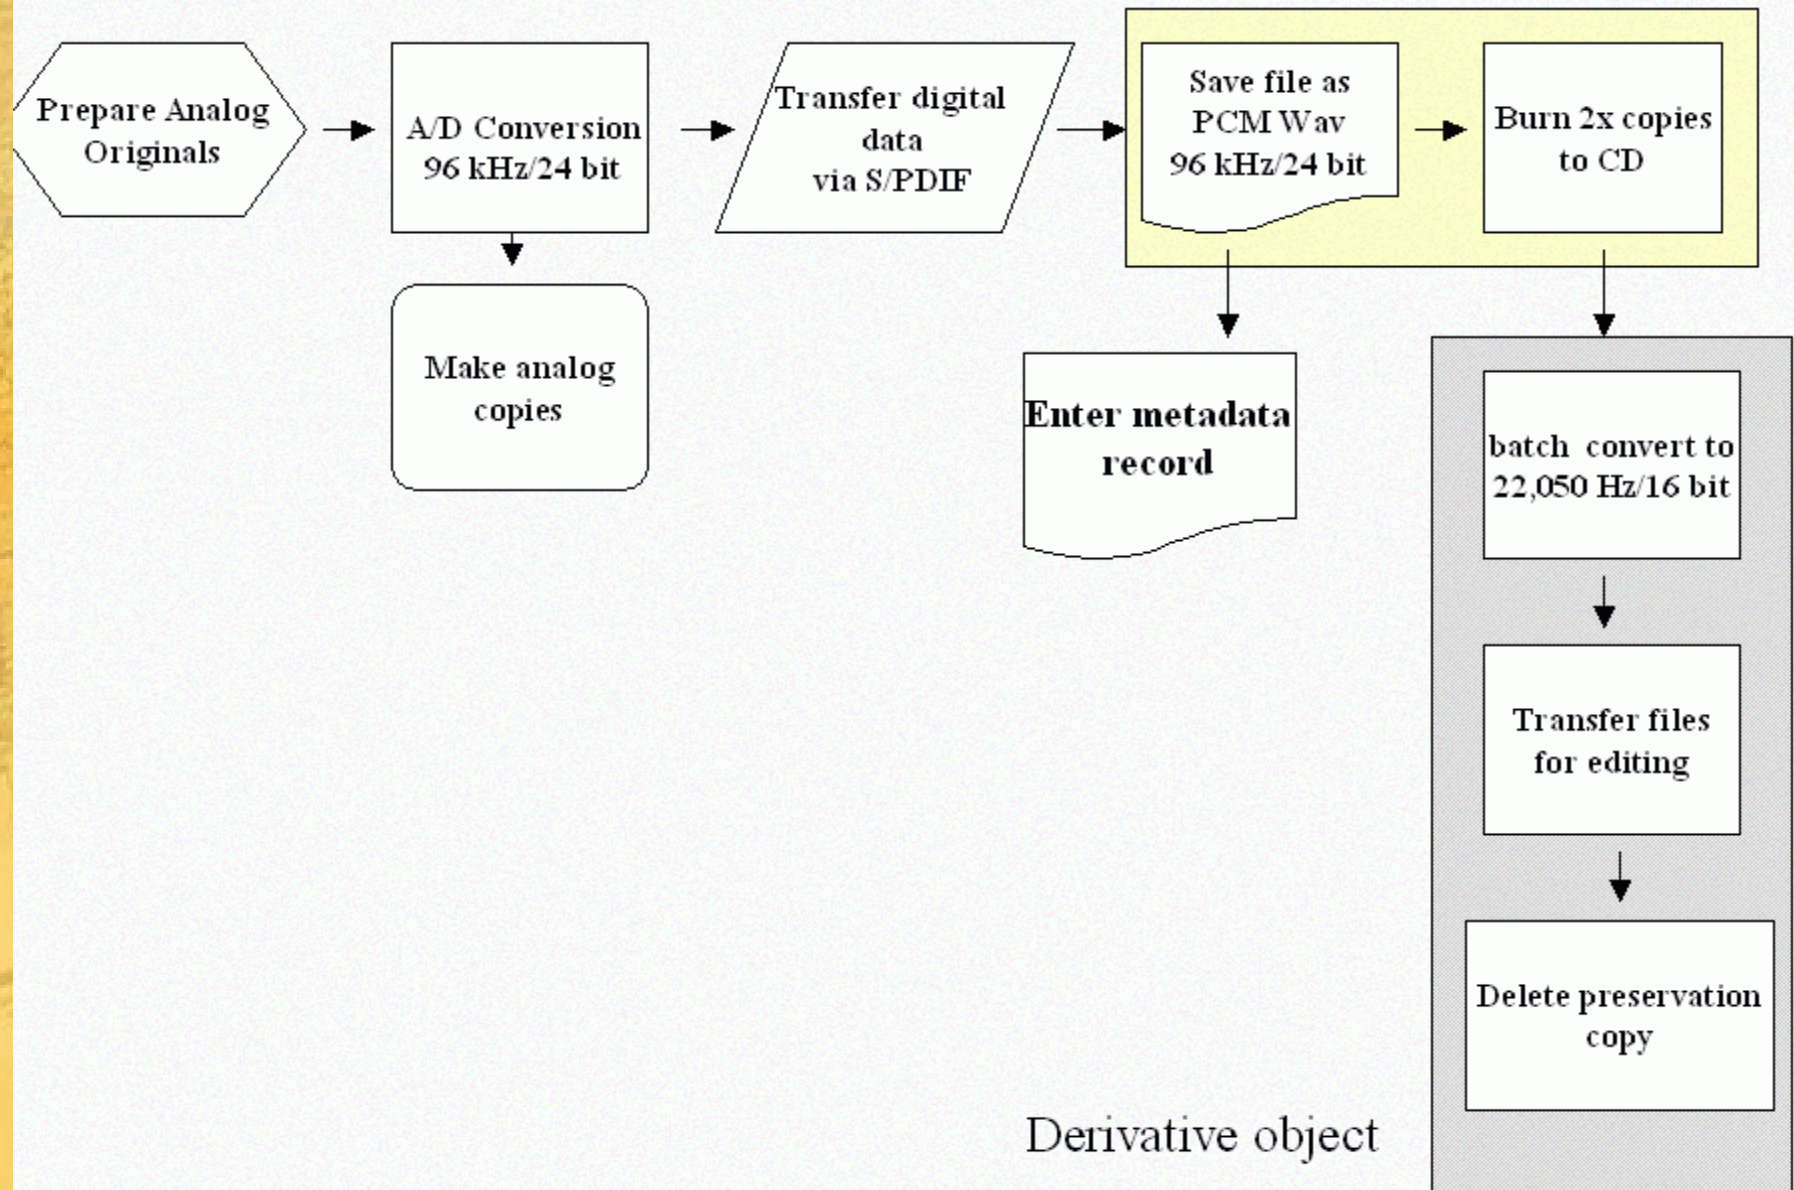 Prepare Analog
Originals
A/D Conversion
96 kHz/24 bit
Transfer digital
data
via S/PDIF
Save file as
PCM Wav
96 kHz/24 bit
Burn 2x copies
to CD
Make analog
copies
Enter metadata
record
batch convert to
22,050 Hz/16 bit
Transfer files
for editing
Delete preservation
copy
Derivative object